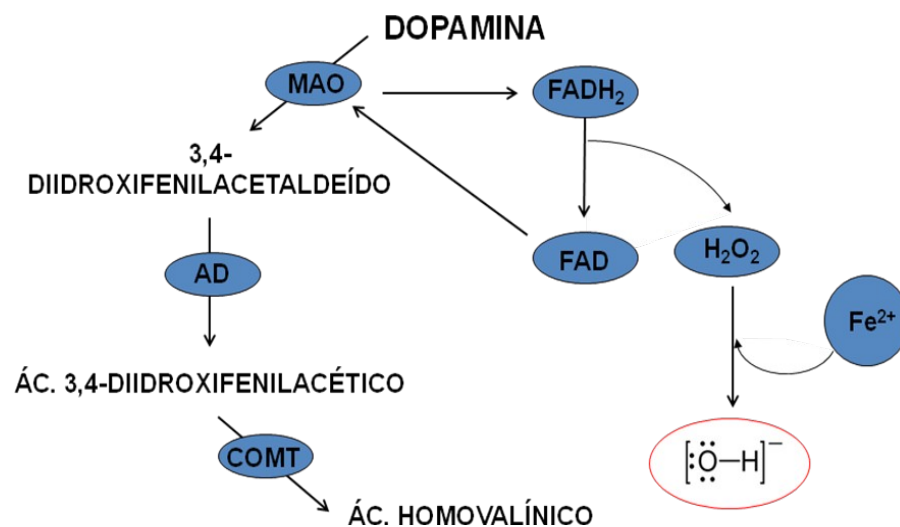 DOPAMINA
MAO
FADH₂
3,4-
DIIDROXIFENILACETALDEÍDO
FAD
H₂O₂
AD
Fe²⁺
ÁC. 3,4-DIIDROXIFENILACÉTICO
[:Ö̤–H]⁻
COMT
ÁC. HOMOVALÍNICO